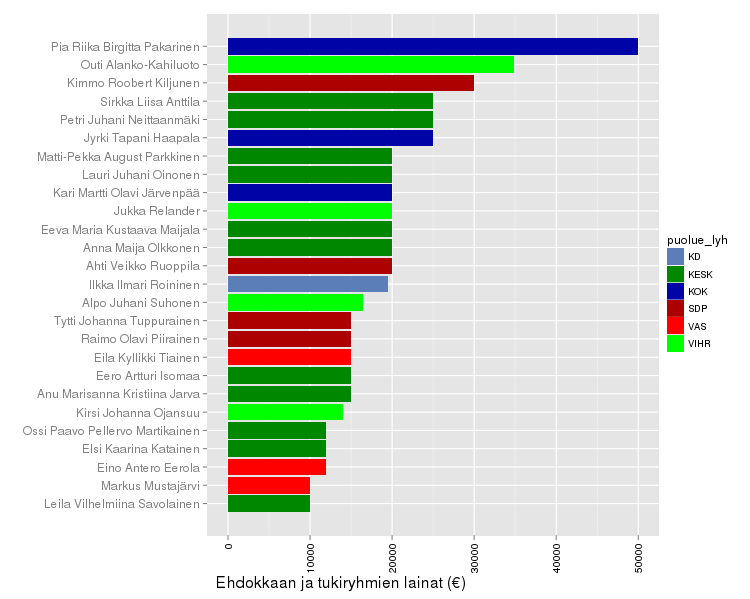 Pia Riika Birgitta Pakarinen
Outi Alanko-Kahiluoto
Kimmo Roobert Kiljunen
Sirkka Liisa Anttila
Petri Juhani Neittaanmäki
Jyrki Tapani Haapala
Matti-Pekka August Parkkinen
Lauri Juhani Oinonen
Kari Martti Olavi Järvenpää
Jukka Relander
Eeva Maria Kustaava Maijala
Anna Maija Olkkonen
Ahti Veikko Ruoppila
Ilkka Ilmari Roininen
Alpo Juhani Suhonen
Tytti Johanna Tuppurainen
Raimo Olavi Piirainen
Eila Kyllikki Tiainen
Eero Artturi Isomaa
Anu Marisanna Kristiina Jarva
Kirsi Johanna Ojansuu
Ossi Paavo Pellervo Martikainen
Elsi Kaarina Katainen
Eino Antero Eerola
Markus Mustajärvi
Leila Vilhelmiina Savolainen
0
10000
20000
30000
40000
50000
Ehdokkaan ja tukiryhmien lainat (€)
puolue_lyh
KD
KESK
KOK
SDP
VAS
VIHR